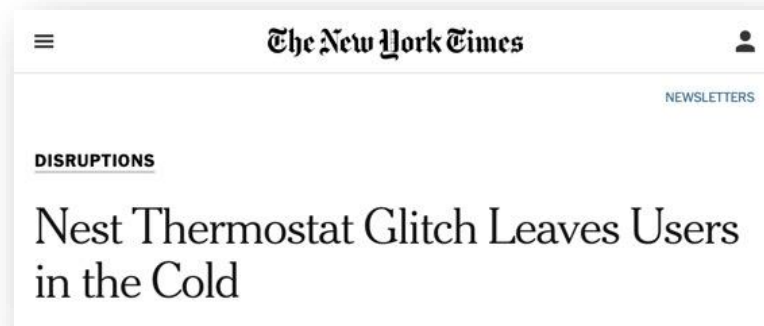 The New York Times
NEWSLETTERS
DISRUPTIONS
Nest Thermostat Glitch Leaves Users
in the Cold